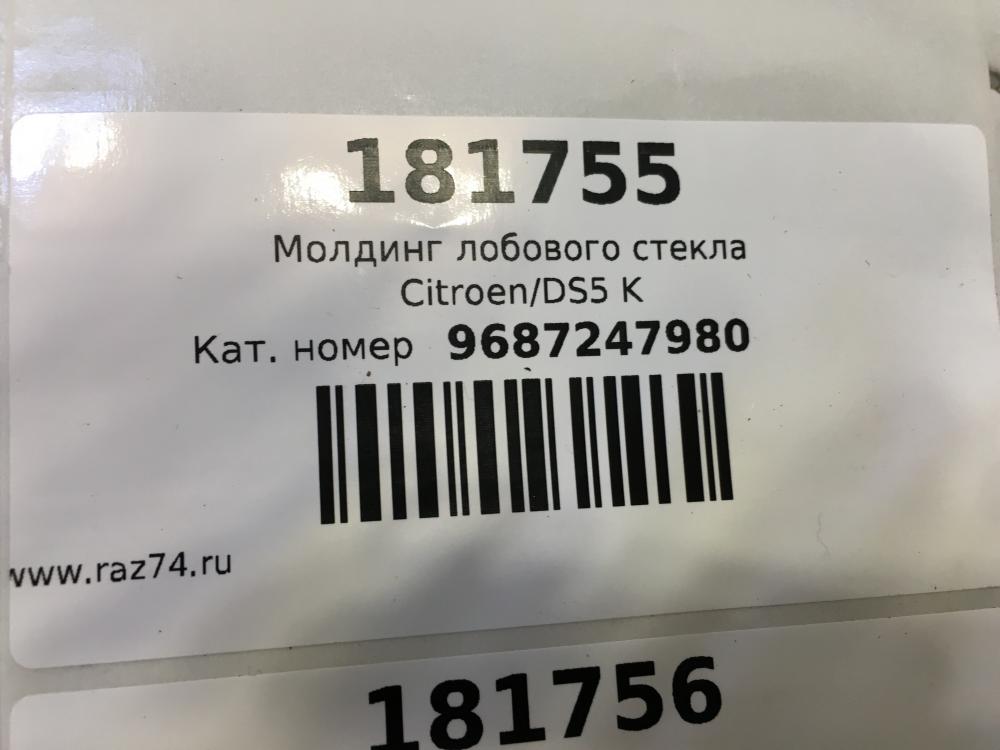 181755
Молдинг лобового стекла
Citroen/DS5 K
Кат. номер 9687247980
www.raz74.ru
181756